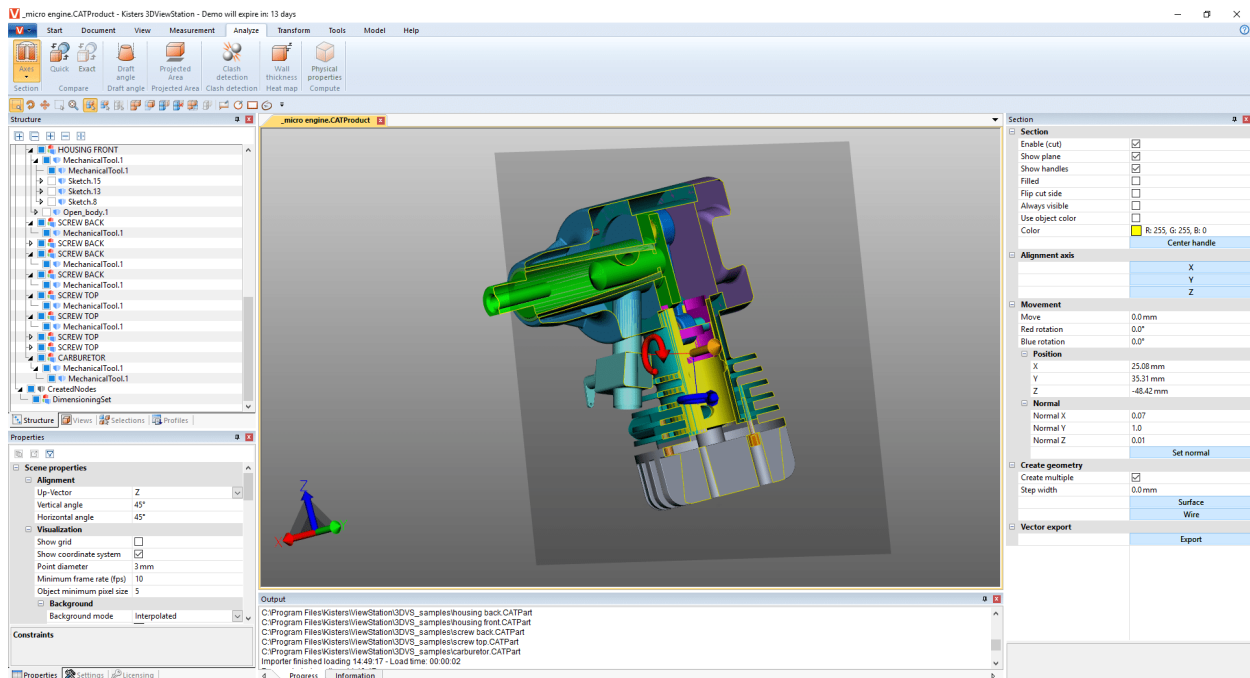 _micro engine.CATProduct - Kisters 3DViewStation - Demo will expire in: 13 days
Start Document View Measurement Analyze Transform Tools Model Help
Axes Quick Exact Draft angle Projected Area Clash detection Wall thickness Physical properties
Section Compare Draft angle Projected Area Clash detection Heat map Compute
Structure
HOUSING FRONT
MechanicalTool.1
MechanicalTool.1
Sketch.15
Sketch.13
Sketch.8
Open_body.1
SCREW BACK
MechanicalTool.1
SCREW BACK
SCREW BACK
MechanicalTool.1
SCREW BACK
MechanicalTool.1
SCREW TOP
MechanicalTool.1
SCREW TOP
MechanicalTool.1
SCREW TOP
SCREW TOP
CARBURETOR
MechanicalTool.1
MechanicalTool.1
CreatedNodes
DimensioningSet
Structure Views Selections Profiles
Properties
Scene properties
Alignment
Up-Vector Z
Vertical angle 45°
Horizontal angle 45°
Visualization
Show grid
Show coordinate system
Point diameter 3 mm
Minimum frame rate (fps) 10
Object minimum pixel size 5
Background
Background mode Interpolated
Constraints
Properties Settings Licensing
_micro engine.CATProduct
Z
X
Y
Output
C:\Program Files\Kisters\ViewStation\3DVS_samples\housing back.CATPart
C:\Program Files\Kisters\ViewStation\3DVS_samples\housing front.CATPart
C:\Program Files\Kisters\ViewStation\3DVS_samples\screw back.CATPart
C:\Program Files\Kisters\ViewStation\3DVS_samples\screw top.CATPart
C:\Program Files\Kisters\ViewStation\3DVS_samples\carburetor.CATPart
Importer finished loading 14:49:17 - Load time: 00:00:02
Progress Information
Section
Section
Enable (cut)
Show plane
Show handles
Filled
Flip cut side
Always visible
Use object color
Color R: 255, G: 255, B: 0
Center handle
Alignment axis
X
Y
Z
Movement
Move 0.0 mm
Red rotation 0.0°
Blue rotation 0.0°
Position
X 25.08 mm
Y 35.31 mm
Z -48.42 mm
Normal
Normal X 0.07
Normal Y 1.0
Normal Z 0.01
Set normal
Create geometry
Create multiple
Step width 0.0 mm
Surface
Wire
Vector export
Export